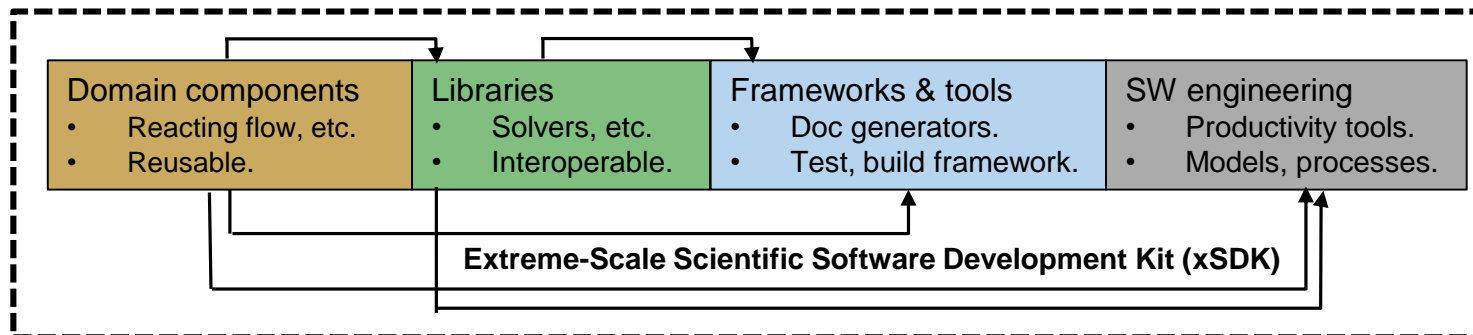 Domain components
• Reacting flow, etc.
• Reusable.
Libraries
• Solvers, etc.
• Interoperable.
Frameworks & tools
• Doc generators.
• Test, build framework.
SW engineering
• Productivity tools.
• Models, processes.
Extreme-Scale Scientific Software Development Kit (xSDK)